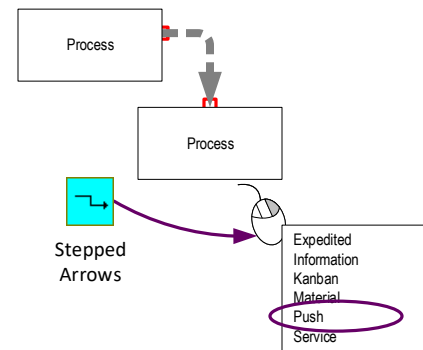 Process
Process
Stepped
Arrows
Expedited
Information
Kanban
Material
Push
Service